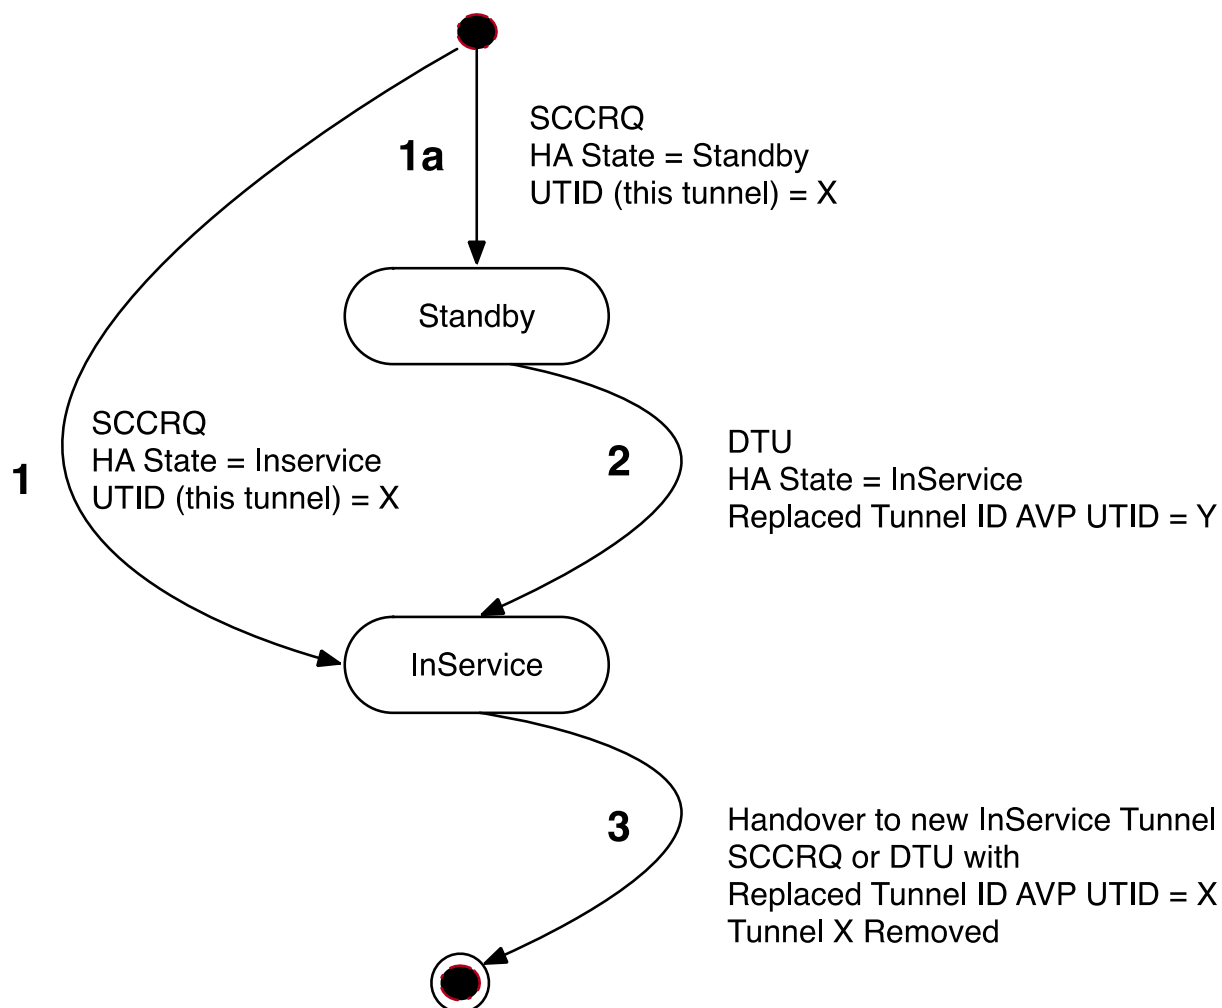 1a
SCCRQ
HA State = Standby
UTID (this tunnel) = X
Standby
1
SCCRQ
HA State = Inservice
UTID (this tunnel) = X
2
DTU
HA State = InService
Replaced Tunnel ID AVP UTID = Y
InService
3
Handover to new InService Tunnel
SCCRQ or DTU with
Replaced Tunnel ID AVP UTID = X
Tunnel X Removed